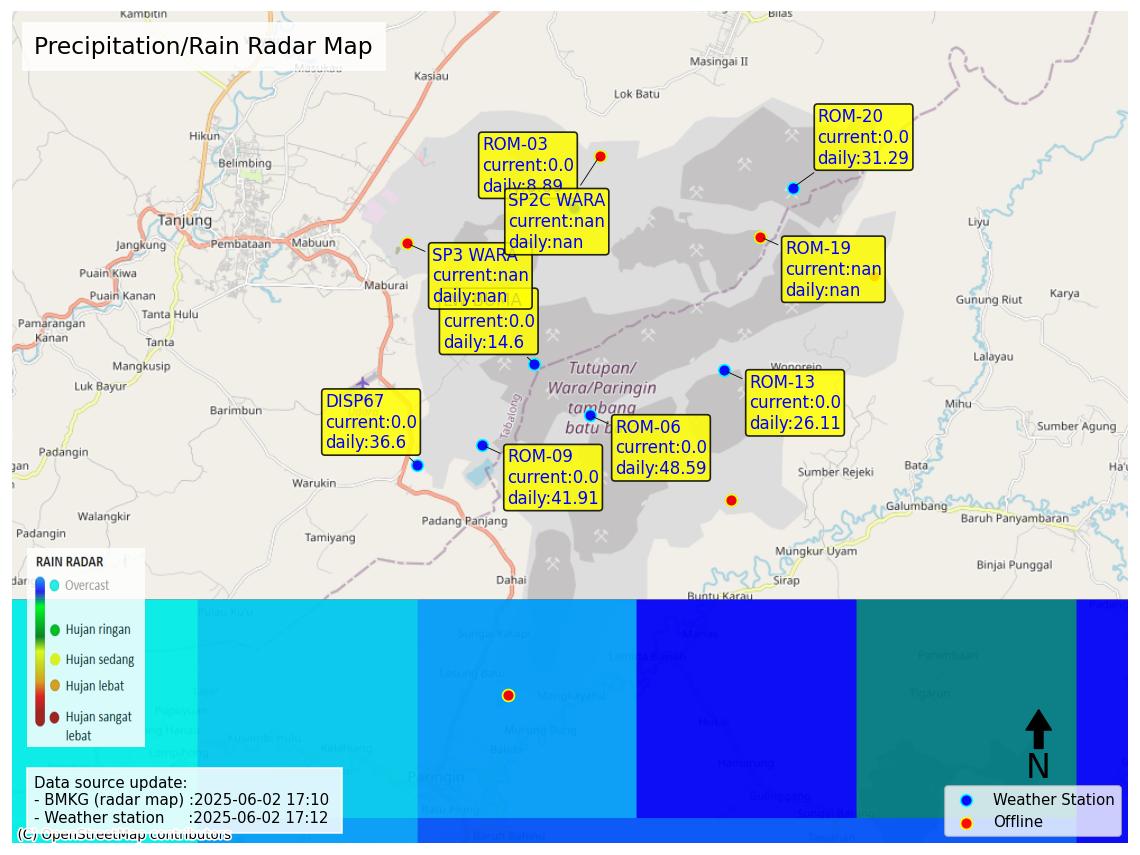 Kambitin
Bilas
Precipitation/Rain Radar Map
Masukau
Kasiau
Masingai II
Lok Batu
Hikun
Belimbing
ROM-03
current:0.0
daily:8.89
ROM-20
current:0.0
daily:31.29
SP2C WARA
current:nan
daily:nan
Tanjung
Jangkung
Pembataan
Mabuun
Liyu
SP3 WARA
current:nan
daily:nan
ROM-19
current:nan
daily:nan
Puain Kiwa
Maburai
Puain Kanan
Tanta Hulu
Gunung Riut
Karya
current:0.0
daily:14.6
Pamarangan
Kanan
Tanta
Mangkusip
Lalayau
Luk Bayur
Tutupan/
Wara/Paringin
tambang
batu b
Wonorejo
ROM-13
current:0.0
daily:26.11
DISP67
current:0.0
daily:36.6
Barimbun
Tabalong
Mihu
ROM-06
current:0.0
daily:48.59
Sumber Agung
ROM-09
current:0.0
daily:41.91
Bata
Sumber Rejeki
Warukin
Galumbang
Walangkir
Padang Panjang
Baruh Panyambaran
Padangin
Tamiyang
Mungkur Uyam
Binjai Punggal
Dahai
Sirap
Buntu Karau
RAIN RADAR
Overcast
Hujan ringan
Hujan sedang
Hujan lebat
Hujan sangat
lebat
Mangkayahu
Murung Ilung
Paringin
Hamarung
N
Data source update:
- BMKG (radar map) :2025-06-02 17:10
- Weather station :2025-06-02 17:12
Weather Station
Offline
(C) OpenStreetMap contributors